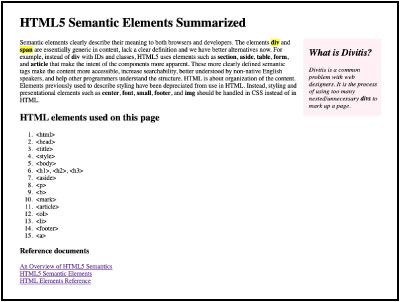 HTML5 Semantic Elements Summarized
Semantic elements clearly describe their meaning to both browsers and developers. The elements div and
span are essentially generic in content, lack a clear definition and we have better alternatives now. For
example, instead of div with IDs and classes, HTML5 uses elements such as section, aside, table, form,
and article that make the intent of the components more apparent. These more clearly defined semantic
tags make the content more accessible, increase searchability, better understood by non-native English
speakers, and help other programmers understand the structure. HTML is about organization of the content.
Elements previously used to describe styling have been depreciated from use in HTML. Instead, styling and
presentational elements such as center, font, small, footer, and img should be handled in CSS instead of in
HTML.
What is Divitis?
Divitis is a common
problem with web
designers. It is the process
of using too many
nested/unnecessary divs to
mark up a page.
HTML elements used on this page
1. <html>
2. <head>
3. <title>
4. <style>
5. <body>
6. <h1>, <h2>, <h3>
7. <aside>
8. <p>
9. <b>
10. <mark>
11. <article>
12. <ol>
13. <li>
14. <footer>
15. <a>
Reference documents
An Overview of HTML5 Semantics
HTML5 Semantic Elements
HTML Elements Reference